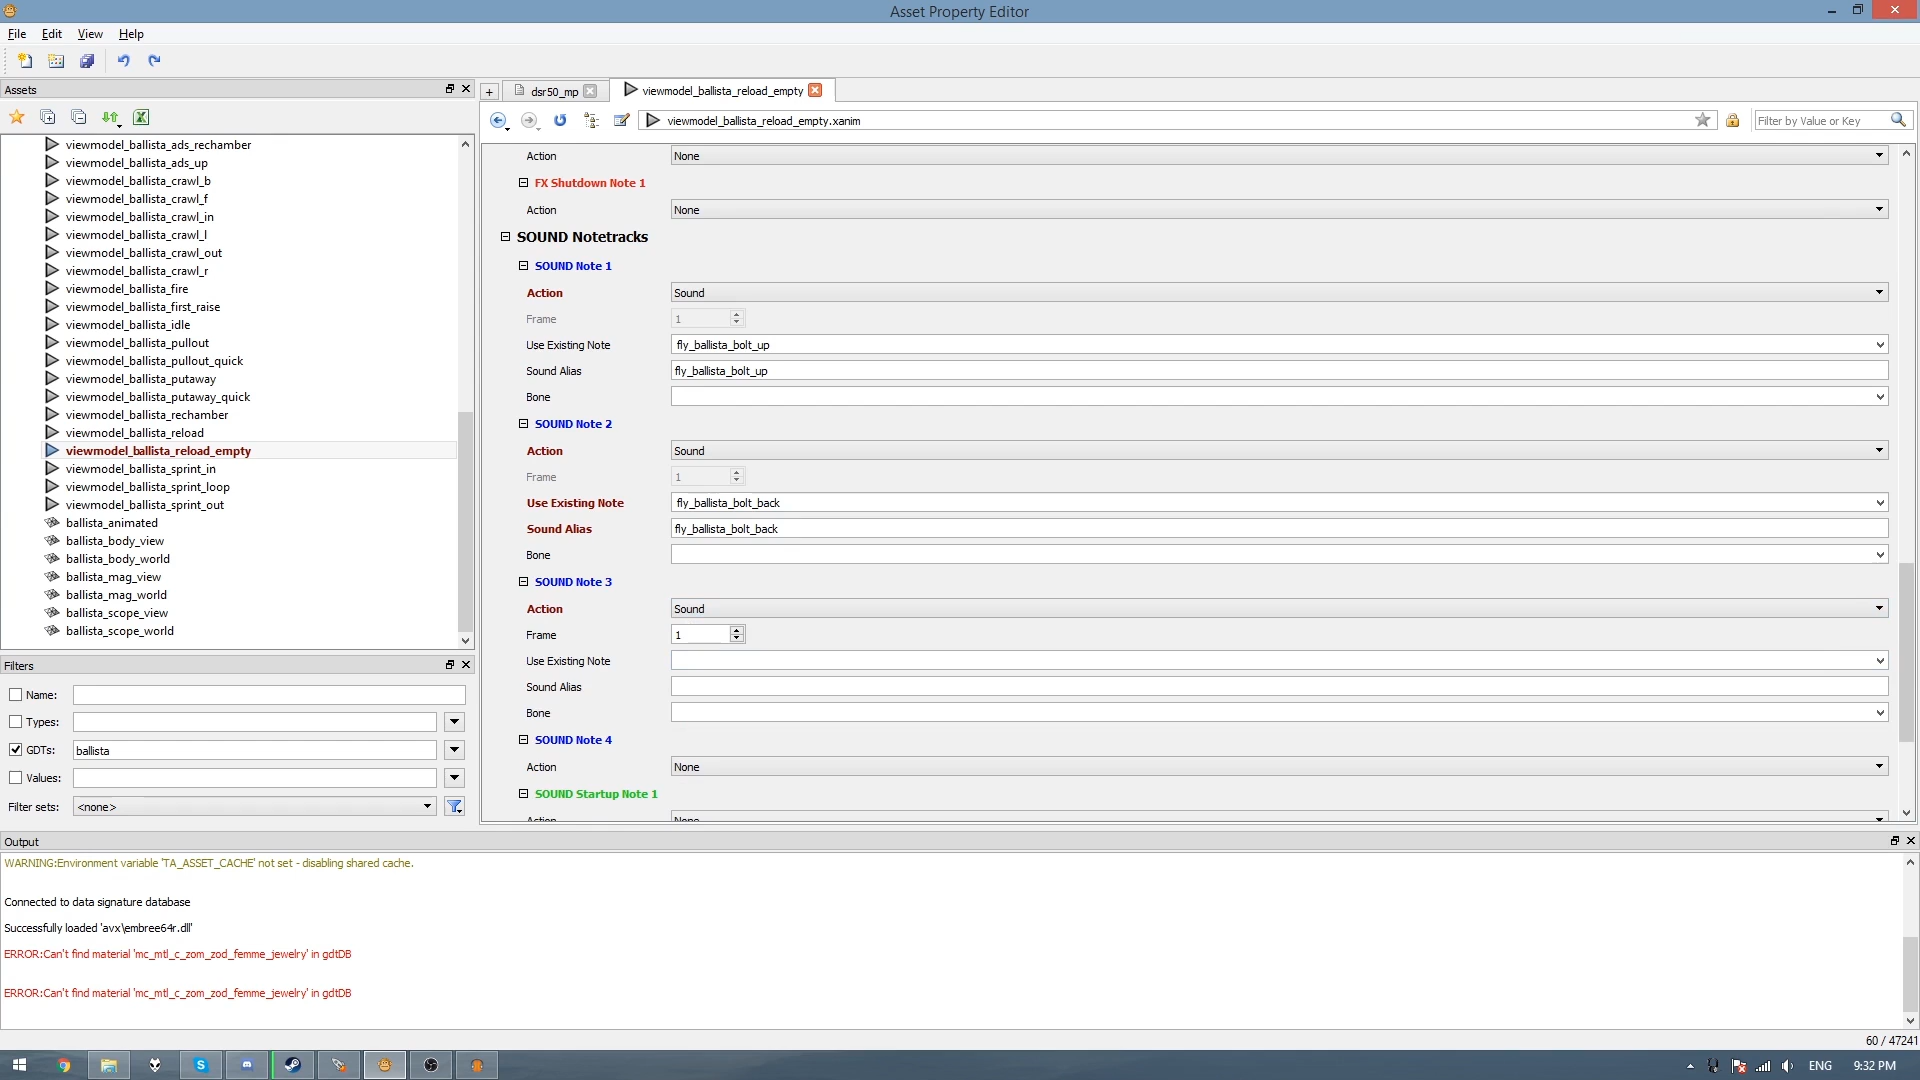 Asset Property Editor
File Edit View Help
Assets
dsr50_mp
viewmodel_ballista_reload_empty
viewmodel_ballista_reload_empty.xanim
Filter by Value or Key
viewmodel_ballista_ads_rechamber
viewmodel_ballista_ads_up
viewmodel_ballista_crawl_b
viewmodel_ballista_crawl_f
viewmodel_ballista_crawl_in
viewmodel_ballista_crawl_l
viewmodel_ballista_crawl_out
viewmodel_ballista_crawl_r
viewmodel_ballista_fire
viewmodel_ballista_first_raise
viewmodel_ballista_idle
viewmodel_ballista_pullout
viewmodel_ballista_pullout_quick
viewmodel_ballista_putaway
viewmodel_ballista_putaway_quick
viewmodel_ballista_rechamber
viewmodel_ballista_reload
viewmodel_ballista_reload_empty
viewmodel_ballista_sprint_in
viewmodel_ballista_sprint_loop
viewmodel_ballista_sprint_out
ballista_animated
ballista_body_view
ballista_body_world
ballista_mag_view
ballista_mag_world
ballista_scope_view
ballista_scope_world
Filters
Name:
Types:
GDTs: ballista
Values:
Filter sets: <none>
Action None
FX Shutdown Note 1
Action None
SOUND Notetracks
SOUND Note 1
Action Sound
Frame 1
Use Existing Note fly_ballista_bolt_up
Sound Alias fly_ballista_bolt_up
Bone
SOUND Note 2
Action Sound
Frame 1
Use Existing Note fly_ballista_bolt_back
Sound Alias fly_ballista_bolt_back
Bone
SOUND Note 3
Action Sound
Frame 1
Use Existing Note
Sound Alias
Bone
SOUND Note 4
Action None
SOUND Startup Note 1
Action None
Output
WARNING:Environment variable 'TA_ASSET_CACHE' not set - disabling shared cache.
Connected to data signature database
Successfully loaded 'avx\embree64r.dll'
ERROR:Can't find material 'mc_mtl_c_zom_zod_femme_jewelry' in gdtDB
ERROR:Can't find material 'mc_mtl_c_zom_zod_femme_jewelry' in gdtDB
60 / 47241
ENG 9:32 PM